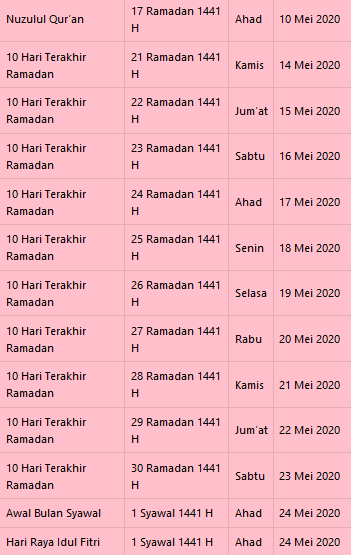 Nuzulul Qur'an 17 Ramadan 1441 H Ahad 10 Mei 2020
10 Hari Terakhir Ramadan 21 Ramadan 1441 H Kamis 14 Mei 2020
10 Hari Terakhir Ramadan 22 Ramadan 1441 H Jum'at 15 Mei 2020
10 Hari Terakhir Ramadan 23 Ramadan 1441 H Sabtu 16 Mei 2020
10 Hari Terakhir Ramadan 24 Ramadan 1441 H Ahad 17 Mei 2020
10 Hari Terakhir Ramadan 25 Ramadan 1441 H Senin 18 Mei 2020
10 Hari Terakhir Ramadan 26 Ramadan 1441 H Selasa 19 Mei 2020
10 Hari Terakhir Ramadan 27 Ramadan 1441 H Rabu 20 Mei 2020
10 Hari Terakhir Ramadan 28 Ramadan 1441 H Kamis 21 Mei 2020
10 Hari Terakhir Ramadan 29 Ramadan 1441 H Jum'at 22 Mei 2020
10 Hari Terakhir Ramadan 30 Ramadan 1441 H Sabtu 23 Mei 2020
Awal Bulan Syawal 1 Syawal 1441 H Ahad 24 Mei 2020
Hari Raya Idul Fitri 1 Syawal 1441 H Ahad 24 Mei 2020